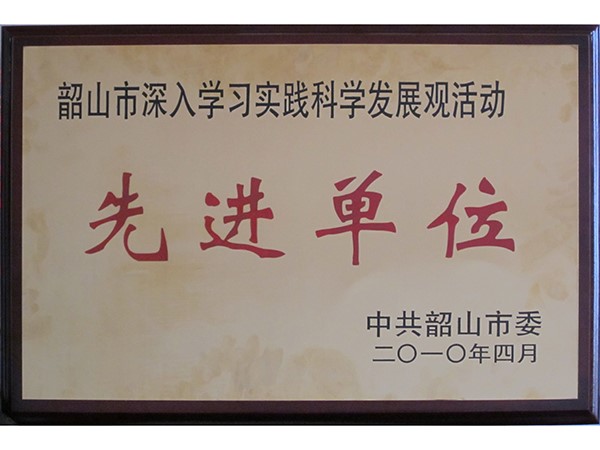 韶山市深入学习实践科学发展观活动
先进单位
中共韶山市委
二〇一〇年四月